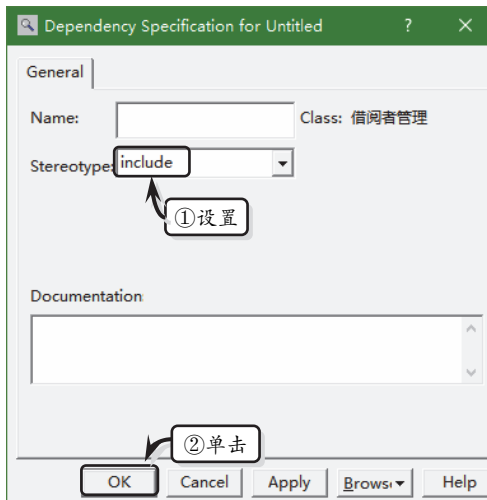 Dependency Specification for Untitled ? ×
General
Name: Class: 借阅者管理
Stereotype: include
①设置
Documentation:
②单击
OK Cancel Apply Brows Help